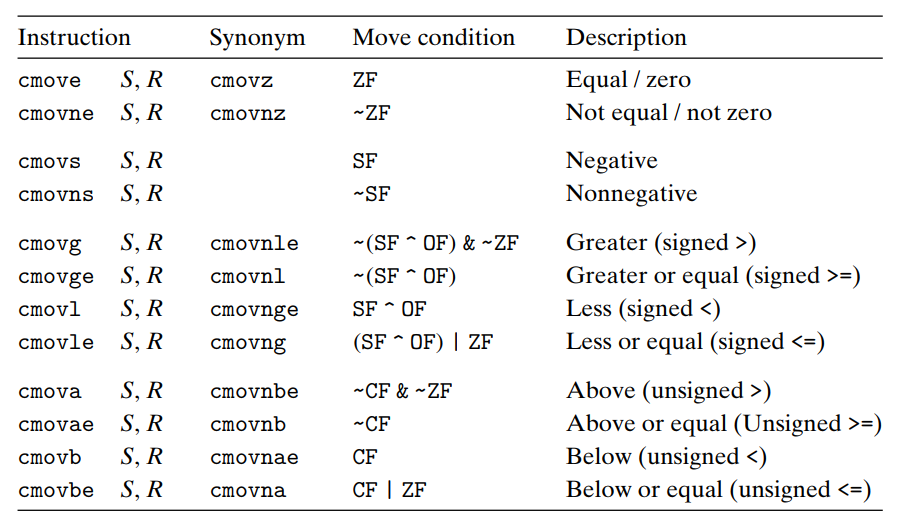 Instruction Synonym Move condition Description
cmove S, R cmovz ZF Equal / zero
cmovne S, R cmovnz ~ZF Not equal / not zero
cmovs S, R SF Negative
cmovns S, R ~SF Nonnegative
cmovg S, R cmovnle ~(SF ^ OF) & ~ZF Greater (signed >)
cmovge S, R cmovnl ~(SF ^ OF) Greater or equal (signed >=)
cmovl S, R cmovnge SF ^ OF Less (signed <)
cmovle S, R cmovng (SF ^ OF) | ZF Less or equal (signed <=)
cmova S, R cmovnbe ~CF & ~ZF Above (unsigned >)
cmovae S, R cmovnb ~CF Above or equal (Unsigned >=)
cmovb S, R cmovnae CF Below (unsigned <)
cmovbe S, R cmovna CF | ZF Below or equal (unsigned <=)